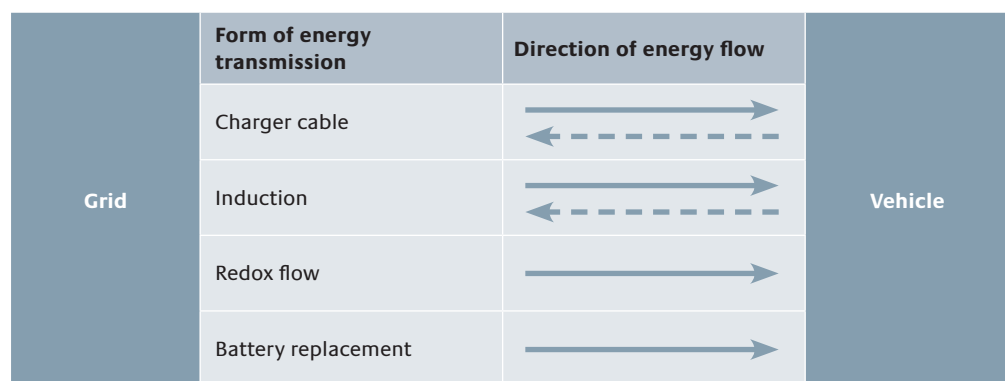 Form of energy
transmission
Direction of energy flow
Charger cable
Grid
Induction
Vehicle
Redox flow
Battery replacement